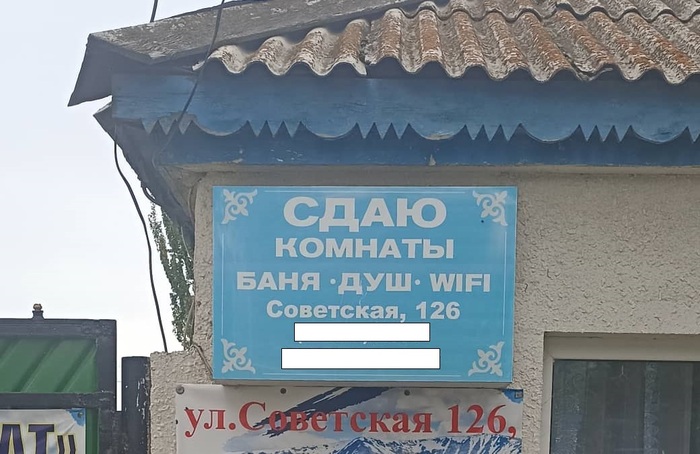 СДАЮ
КОМНАТЫ
БАНЯ · ДУШ · WIFI
Советская, 126
ул.Советская 126,